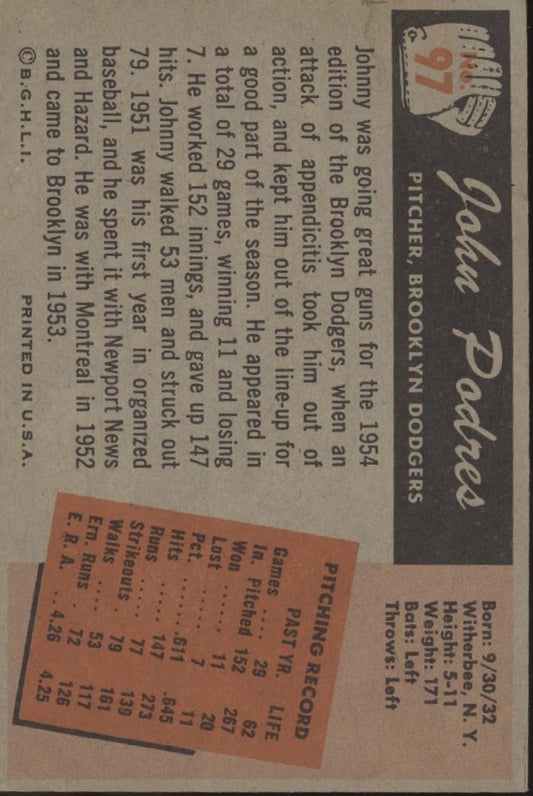 No.
97
John Podres
PITCHER, BROOKLYN DODGERS
Born: 9/30/32
Witherbee, N. Y.
Height: 5-11
Weight: 171
Bats: Left
Throws: Left
Johnny was going great guns for the 1954
edition of the Brooklyn Dodgers, when an
attack of appendicitis took him out of
action, and kept him out of the line-up for
a good part of the season. He appeared in
a total of 29 games, winning 11 and losing
7. He worked 152 innings, and gave up 147
hits. Johnny walked 53 men and struck out
79. 1951 was his first year in organized
baseball, and he spent it with Newport News
and Hazard. He was with Montreal in 1952
and came to Brooklyn in 1953.
©B.G.H.L.I. PRINTED IN U.S.A.
PITCHING RECORD
PAST YR. LIFE
Games .... 29 62
In. Pitched 152 267
Won ...... 11 20
Lost ...... 7 11
Pct. ...... .611 .645
Hits ...... 147 273
Runs ...... 77 139
Strikeouts 79 161
Walks .... 53 117
Ern. Runs . 72 126
E. R. A. . 4.26 4.25